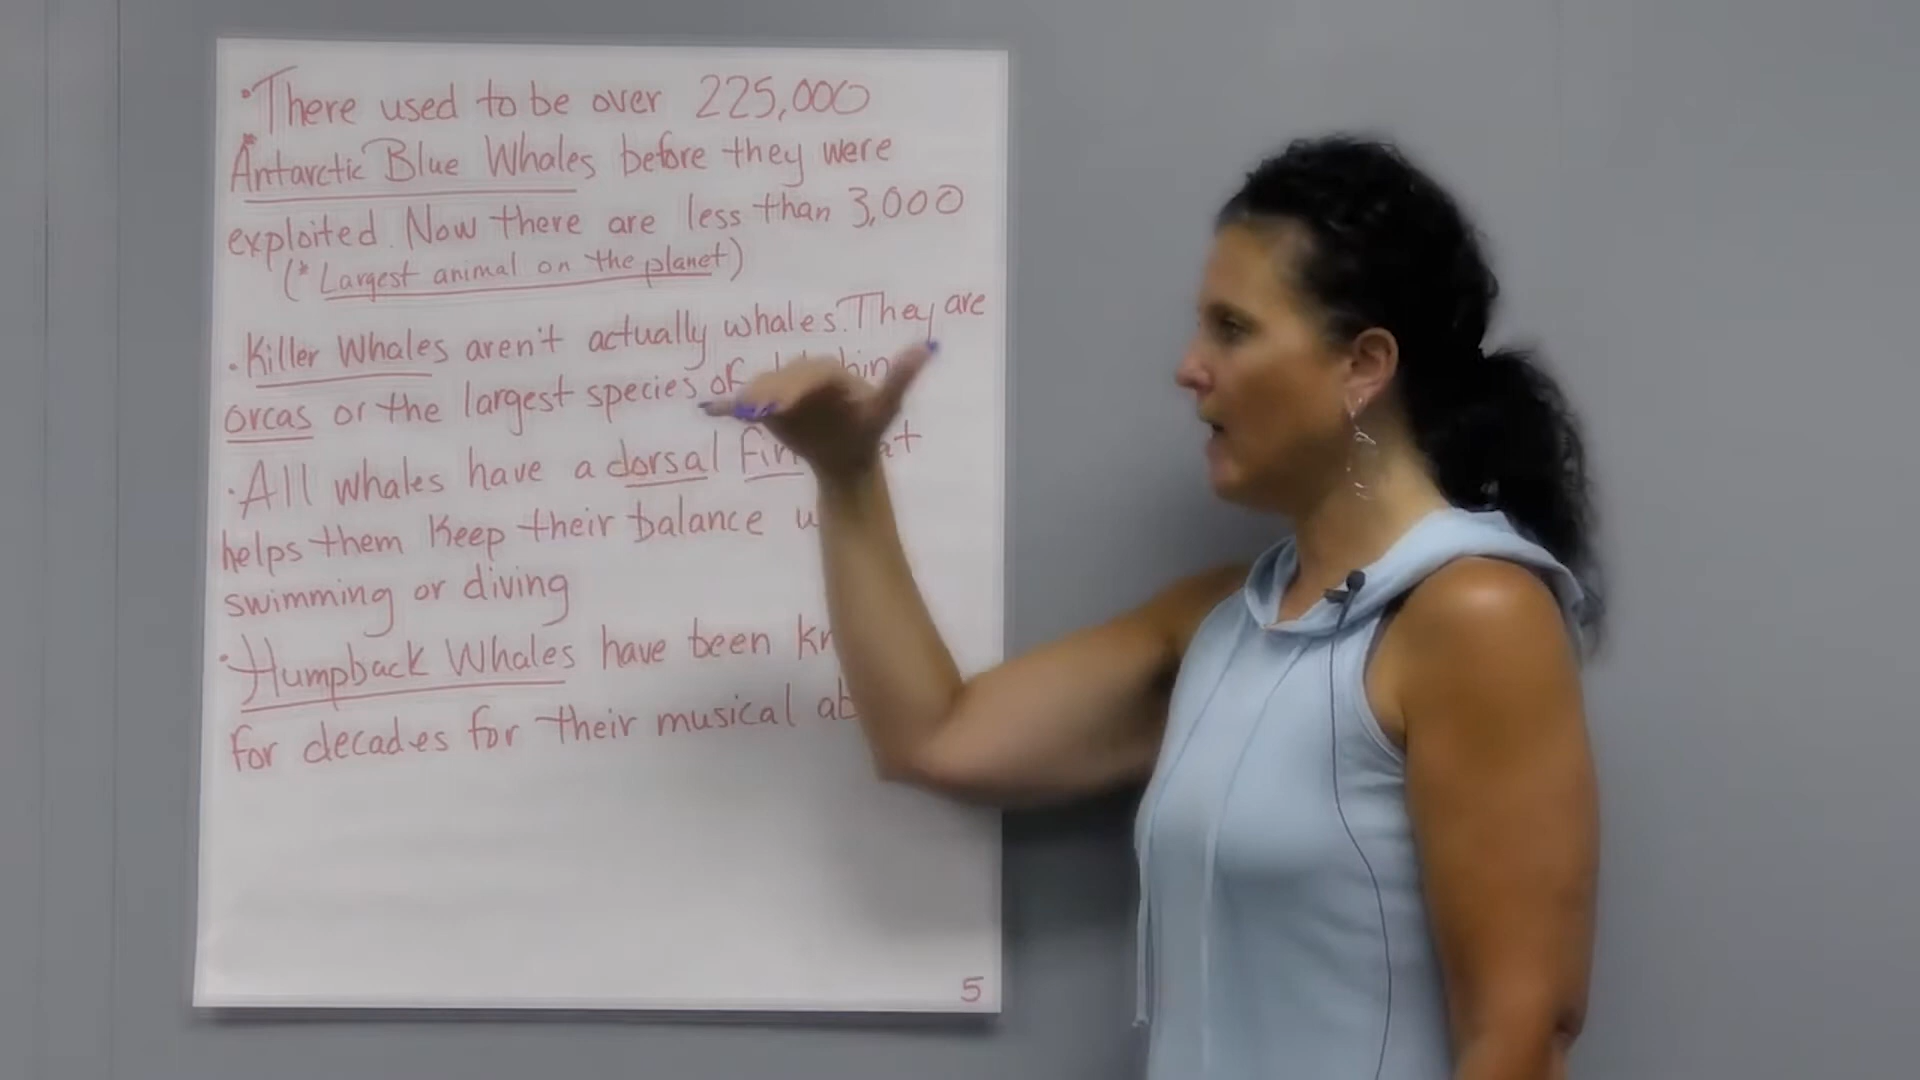 •There used to be over 225,000
*Antarctic Blue Whales before they were
exploited. Now there are less than 3,000
(*Largest animal on the planet)
•Killer Whales aren't actually whales. They are
orcas or the largest species of
•All whales have a dorsal fin
helps them keep their balance
swimming or diving
•Humpback Whales have been
for decades for their musical
5